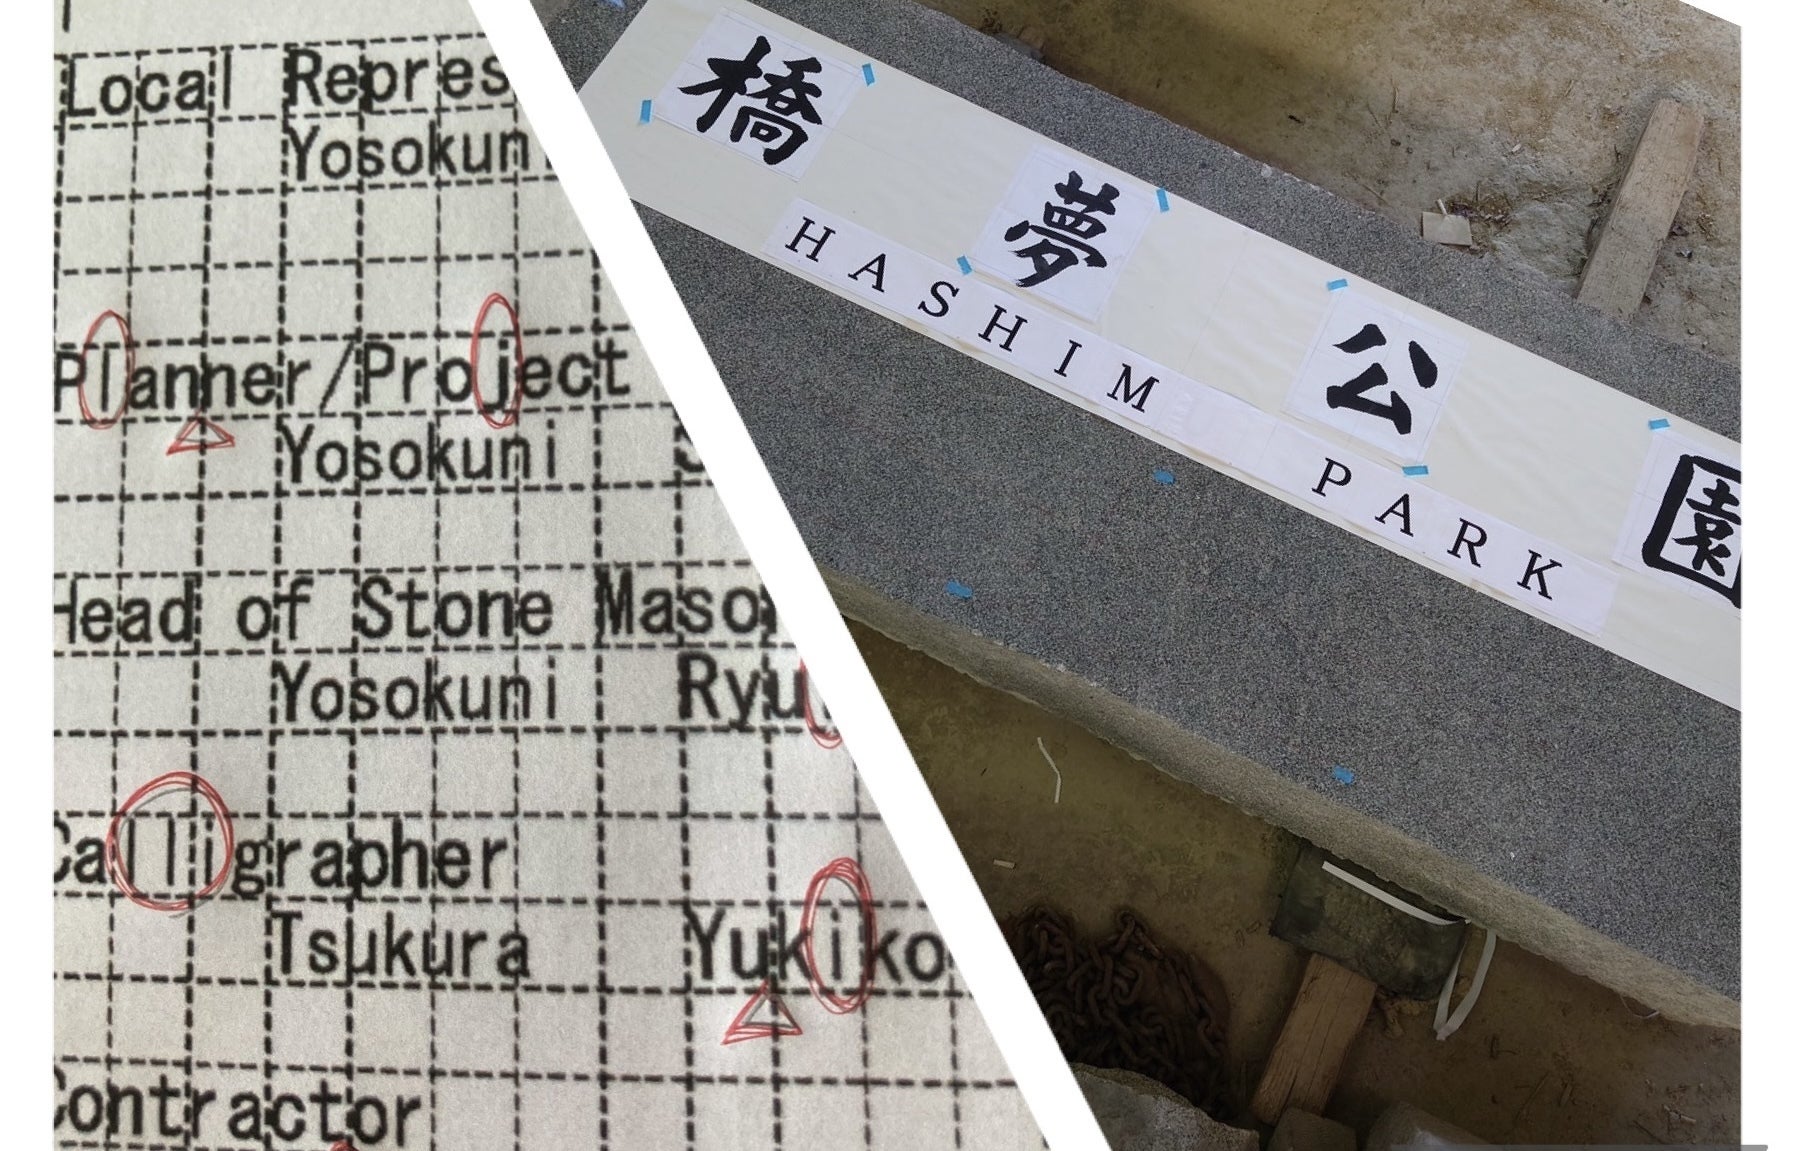 Local Repres
Yosokuni
Planner/Project
Yosokuni
Head of Stone Maso
Yosokuni Ryu
Calligrapher
Tsukura Yukiko
Contractor
橋夢公園
HASHIM PARK